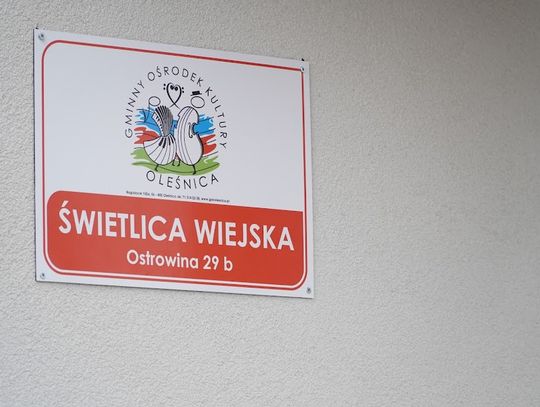 GMINNY OŚRODEK KULTURY
OLEŚNICA
ŚWIETLICA WIEJSKA
Ostrowina 29 b